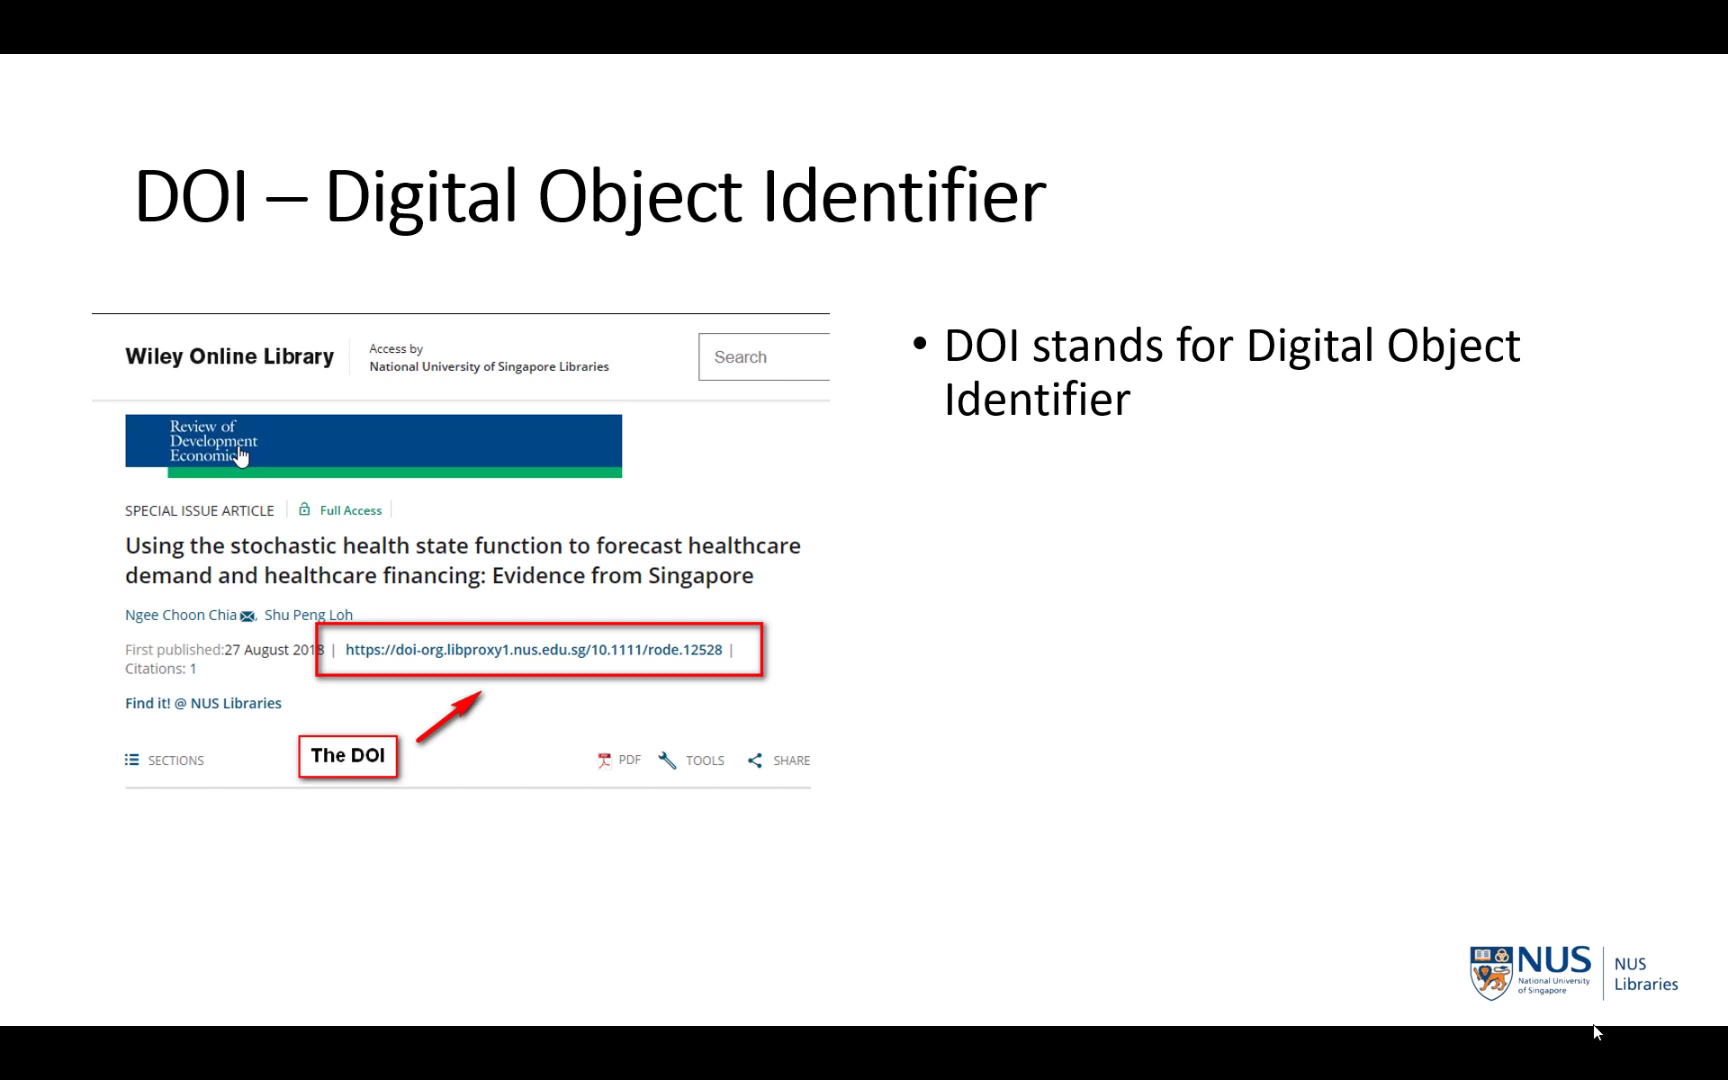 DOI – Digital Object Identifier
Wiley Online Library
Access by
National University of Singapore Libraries
Search
Review of
Development
Economic
SPECIAL ISSUE ARTICLE
Full Access
Using the stochastic health state function to forecast healthcare
demand and healthcare financing: Evidence from Singapore
Ngee Choon Chia, Shu Peng Loh
First published:27 August 2018 | https://doi-org.libproxy1.nus.edu.sg/10.1111/rode.12528 |
Citations: 1
Find it! @ NUS Libraries
The DOI
SECTIONS
PDF
TOOLS
SHARE
• DOI stands for Digital Object
Identifier
NUS
National University
of Singapore
NUS
Libraries